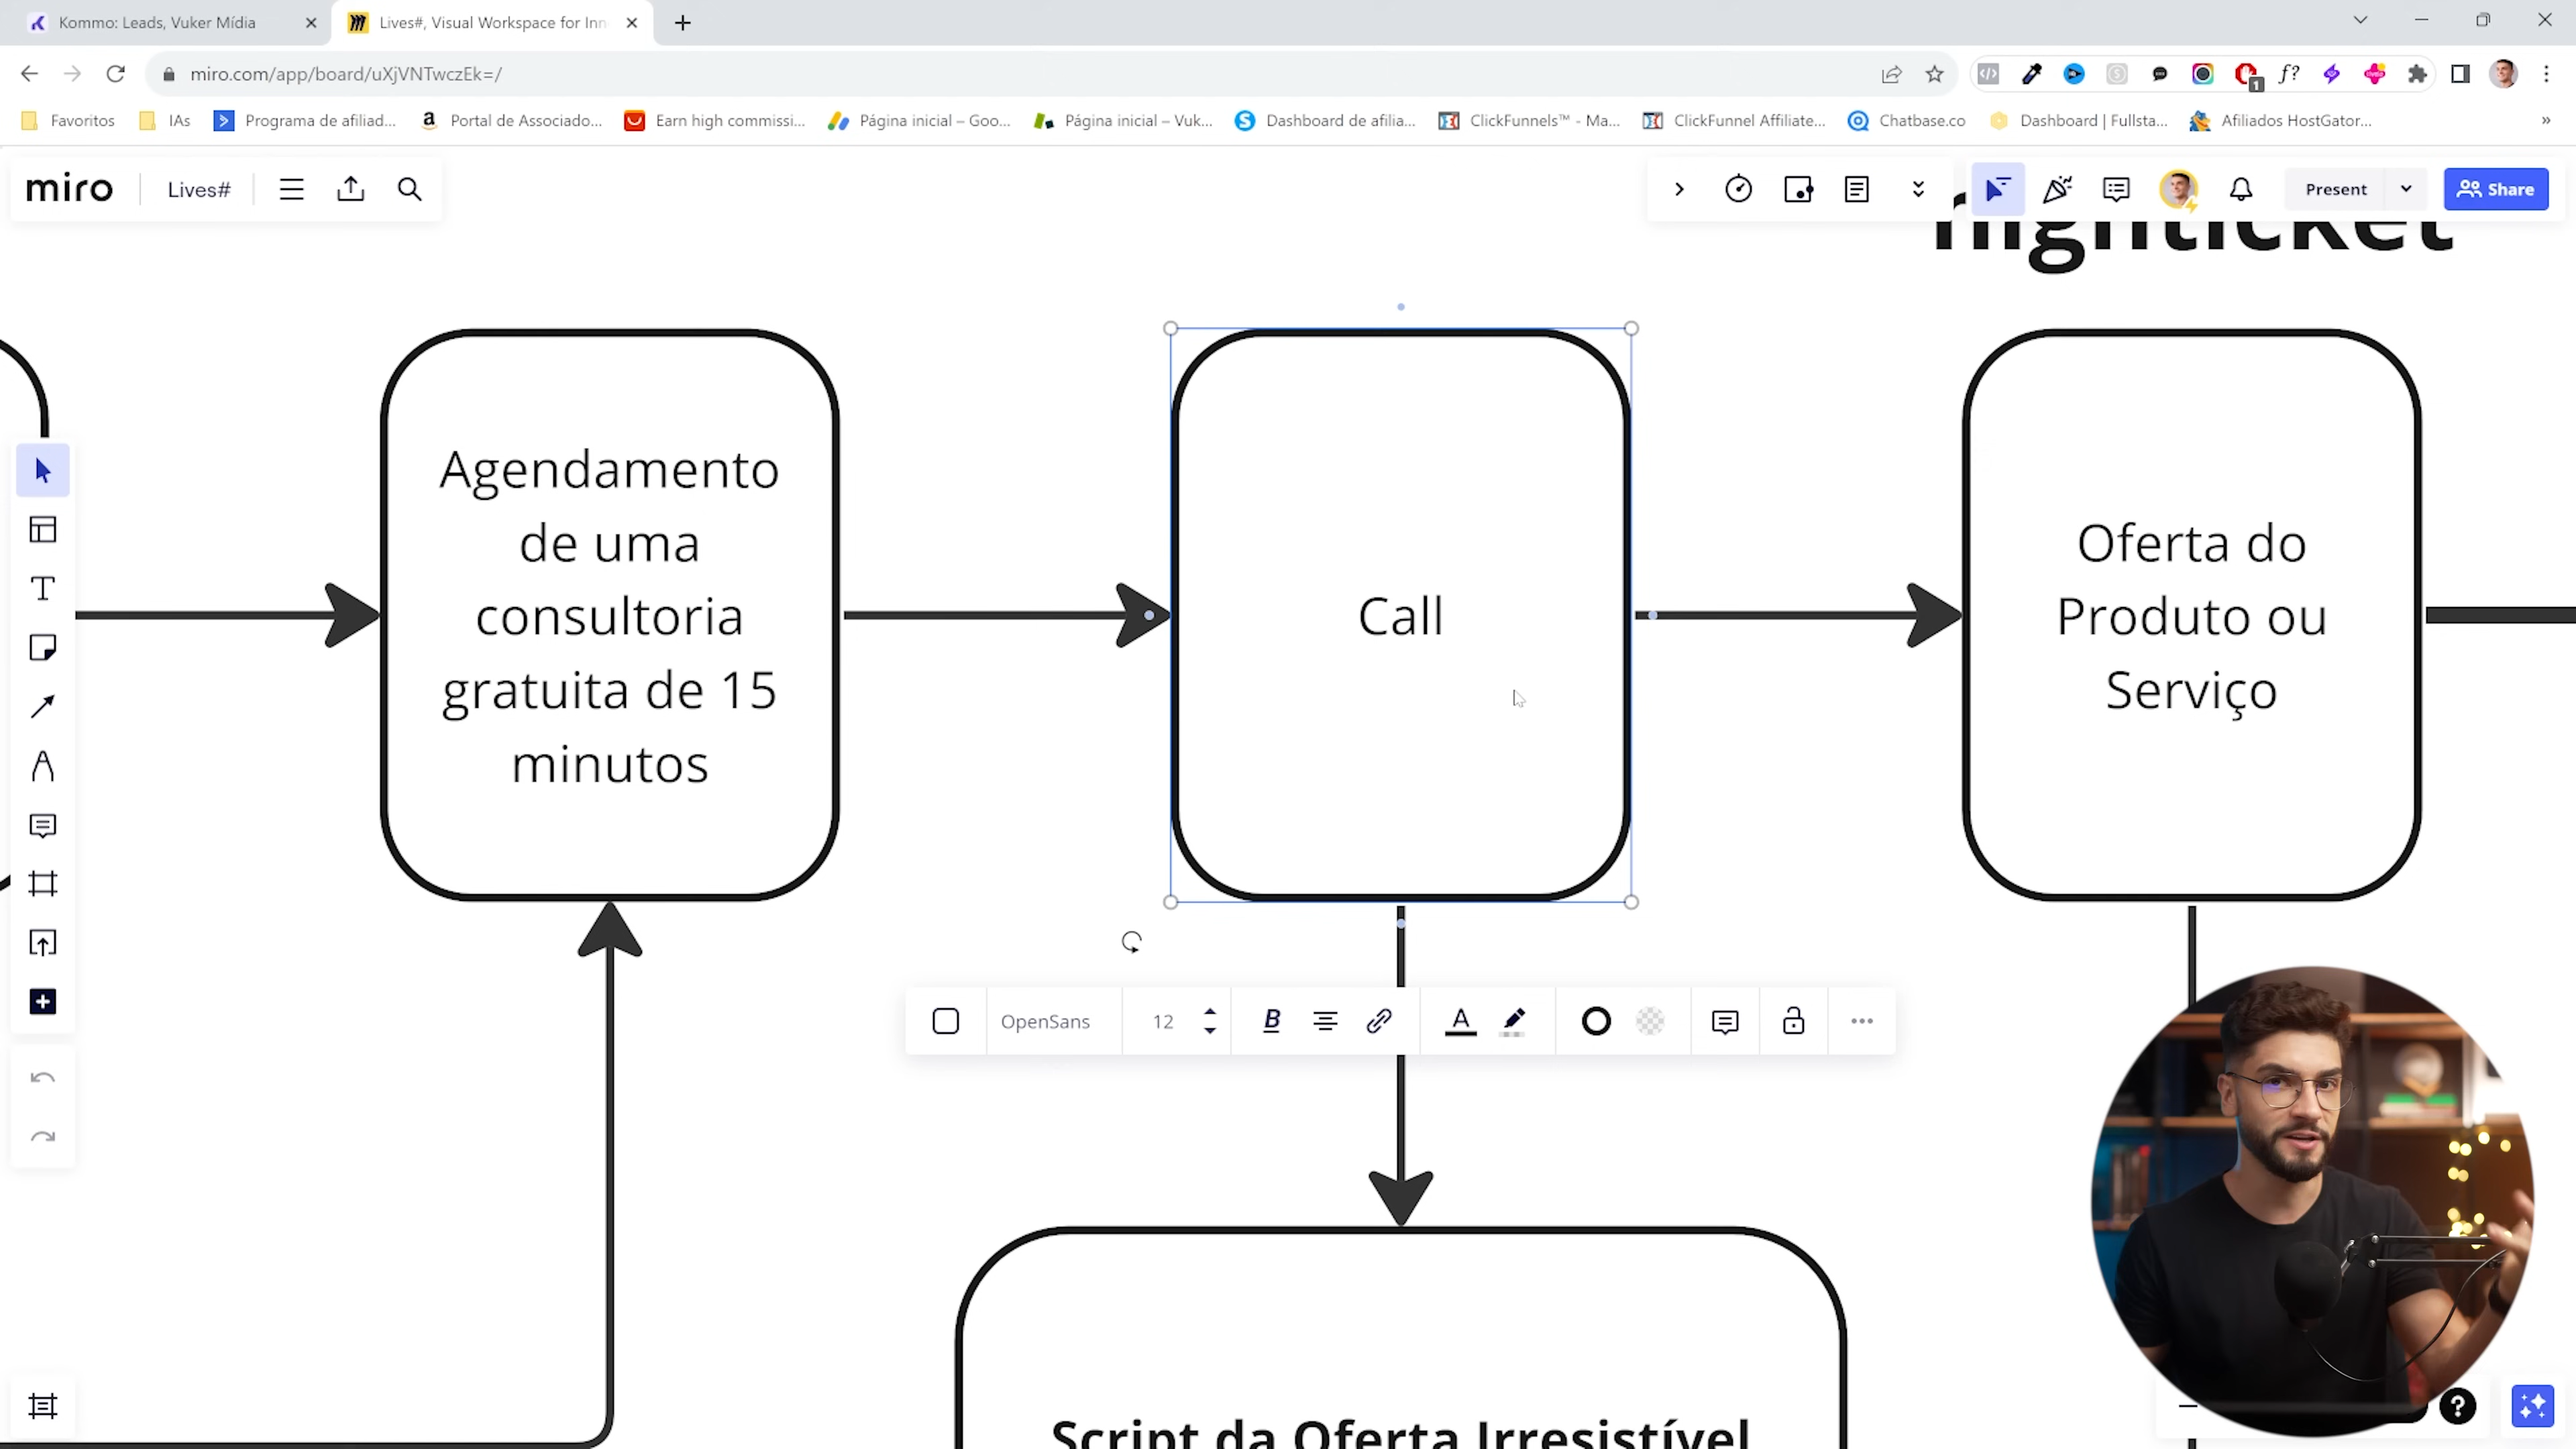 Kommo: Leads, Vuker Mídia
Lives#, Visual Workspace for Inn
miro.com/app/board/uXjVNTwczEk=/
f?
1
Favoritos
IAs
Programa de afiliad...
Portal de Associado...
Earn high commissi...
Página inicial – Goo...
Página inicial – Vuk...
Dashboard de afilia...
ClickFunnels™ - Ma...
ClickFunnel Affiliate...
Chatbase.co
Dashboard | Fullsta...
Afiliados HostGator...
»
miro
Lives#
Present
Share
highticket
Agendamento
de uma
consultoria
gratuita de 15
minutos
Call
Oferta do
Produto ou
Serviço
OpenSans
12
B
A
Script da Oferta Irresistível
?